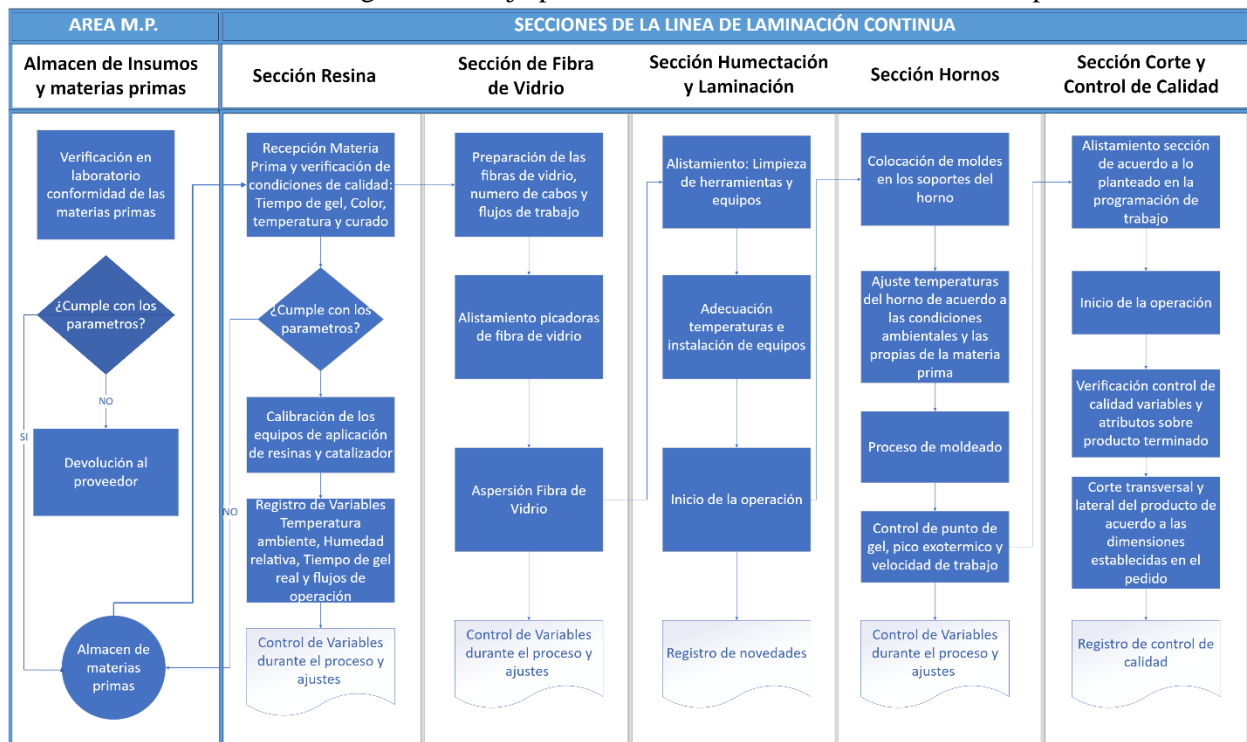 AREA M.P.
SECCIONES DE LA LINEA DE LAMINACIÓN CONTINUA
Almacen de Insumos
y materias primas
Sección Resina
Sección de Fibra
de Vidrio
Sección Humectación
y Laminación
Sección Hornos
Sección Corte y
Control de Calidad
Verificación en
laboratorio
conformidad de las
materias primas
¿Cumple con los
parametros?
NO
SI
Devolución al
proveedor
Almacen de
materias
primas
Recepción Materia
Prima y verificación de
condiciones de calidad:
Tiempo de gel, Color,
temperatura y curado
¿Cumple con los
parametros?
NO
Calibración de los
equipos de aplicación
de resinas y catalizador
Registro de Variables
Temperatura
ambiente, Humedad
relativa, Tiempo de gel
real y flujos de
operación
Control de Variables
durante el proceso y
ajustes
Preparación de las
fibras de vidrio,
numero de cabos y
flujos de trabajo
Alistamiento picadoras
de fibra de vidrio
Aspersión Fibra de
Vidrio
Control de Variables
durante el proceso y
ajustes
Alistamiento: Limpieza
de herramientas y
equipos
Adecuación
temperaturas e
instalación de equipos
Inicio de la operación
Registro de novedades
Colocación de moldes
en los soportes del
horno
Ajuste temperaturas
del horno de acuerdo a
las condiciones
ambientales y las
propias de la materia
prima
Proceso de moldeado
Control de punto de
gel, pico exotermico y
velocidad de trabajo
Control de Variables
durante el proceso y
ajustes
Alistamiento sección
de acuerdo a lo
planteado en la
programación de
trabajo
Inicio de la operación
Verificación control de
calidad variables y
atributos sobre
producto terminado
Corte transversal y
lateral del producto de
acuerdo a las
dimensiones
establecidas en el
pedido
Registro de control de
calidad